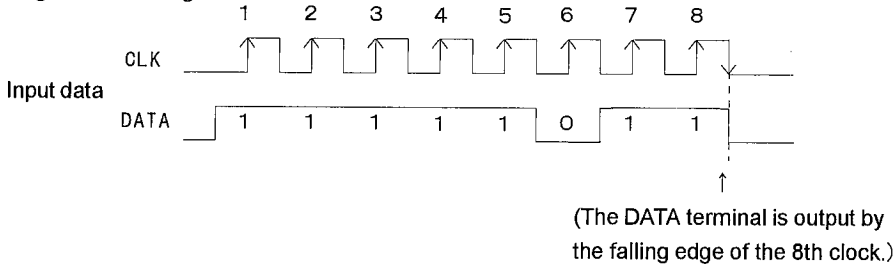 1 2 3 4 5 6 7 8
CLK
Input data
DATA 1 1 1 1 1 0 1 1
↑
(The DATA terminal is output by
the falling edge of the 8th clock.)